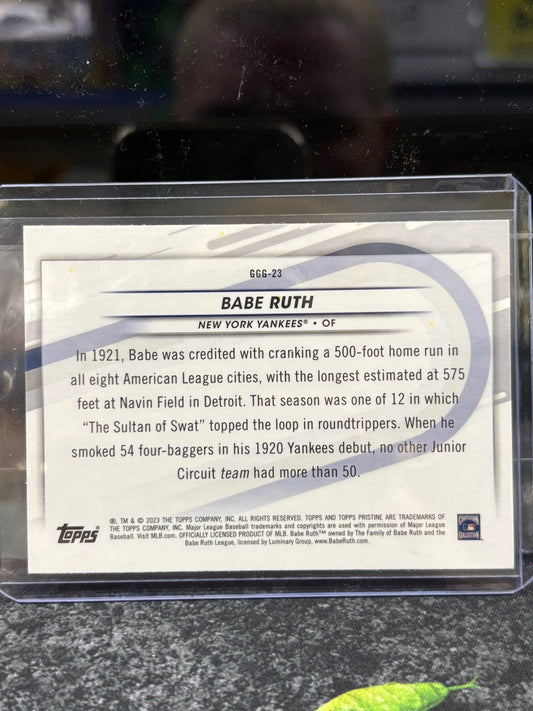 GGG-23
BABE RUTH
NEW YORK YANKEES® • OF
In 1921, Babe was credited with cranking a 500-foot home run in
all eight American League cities, with the longest estimated at 575
feet at Navin Field in Detroit. That season was one of 12 in which
“The Sultan of Swat” topped the loop in roundtrippers. When he
smoked 54 four-baggers in his 1920 Yankees debut, no other Junior
Circuit team had more than 50.
®, TM & © 2023 THE TOPPS COMPANY, INC. ALL RIGHTS RESERVED. TOPPS AND TOPPS PRISTINE ARE TRADEMARKS OF
THE TOPPS COMPANY, INC. Major League Baseball trademarks and copyrights are used with permission of Major League
Baseball. Visit MLB.com. OFFICIALLY LICENSED PRODUCT OF MLB. Babe Ruth™ owned by The Family of Babe Ruth and the
Babe Ruth League, licensed by Luminary Group, www.BabeRuth.com.
Topps
COOPERSTOWN
COLLECTION